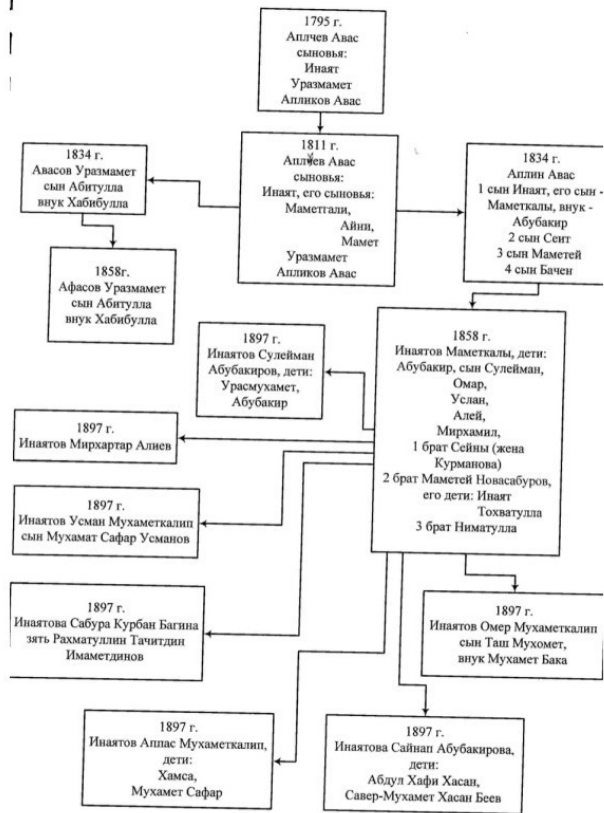 1795 г.
Аплчев Авас
сыновья:
Инаят
Уразмамет
Апликов Авас
1811 г.
Аплчев Авас
сыновья:
Инаят, его сыновья:
Маметгали,
Айни,
Мамет
Уразмамет
Апликов Авас
1834 г.
Авасов Уразмамет
сын Абитулла
внук Хабибулла
1834 г.
Аплин Авас
1 сын Инаят, его сын -
Маметкалы, внук -
Абубакир
2 сын Сеит
3 сын Маметей
4 сын Бачен
1858г.
Афасов Уразмамет
сын Абитулла
внук Хабибулла
1858 г.
Инаятов Маметкалы, дети:
Абубакир, сын Сулейман,
Омар,
Услан,
Алей,
Мирхамил,
1 брат Сейны (жена
Курманова)
2 брат Маметей Новасабуров,
его дети: Инаят
Тохватулла
3 брат Ниматулла
1897 г.
Инаятов Сулейман
Абубакиров, дети:
Урасмухамет,
Абубакир
1897 г.
Инаятов Мирхартар Алиев
1897 г.
Инаятов Усман Мухаметкалип
сын Мухамат Сафар Усманов
1897 г.
Инаятова Сабура Курбан Багина
зять Рахматуллин Тачитдин
Имаметдинов
1897 г.
Инаятов Омер Мухаметкалип
сын Таш Мухомет,
внук Мухамет Бака
1897 г.
Инаятов Аппас Мухаметкалип,
дети:
Хамса,
Мухамет Сафар
1897 г.
Инаятова Сайнап Абубакирова,
дети:
Абдул Хафи Хасан,
Савер-Мухамет Хасан Беев